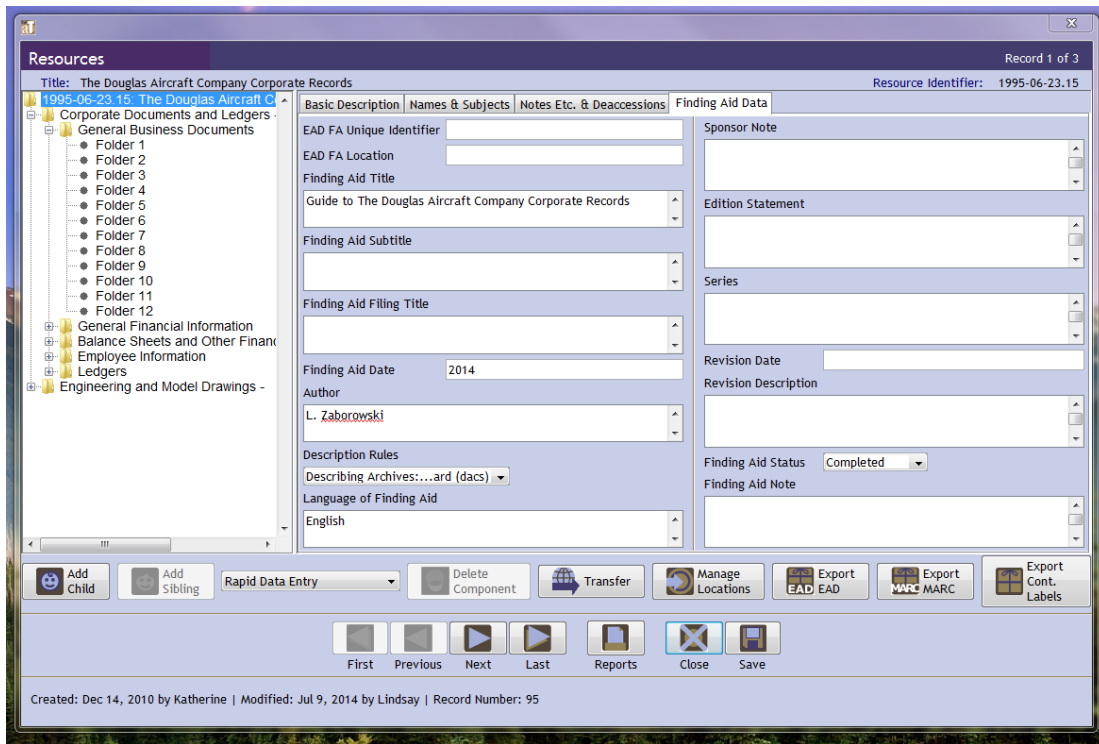 Resources
Record 1 of 3
Title: The Douglas Aircraft Company Corporate Records
Resource Identifier: 1995-06-23.15
1995-06-23.15: The Douglas Aircraft C
Corporate Documents and Ledgers -
General Business Documents
Folder 1
Folder 2
Folder 3
Folder 4
Folder 5
Folder 6
Folder 7
Folder 8
Folder 9
Folder 10
Folder 11
Folder 12
General Financial Information
Balance Sheets and Other Financ
Employee Information
Ledgers
Engineering and Model Drawings -
Basic Description
Names & Subjects
Notes Etc. & Deaccessions
Finding Aid Data
EAD FA Unique Identifier
EAD FA Location
Finding Aid Title
Guide to The Douglas Aircraft Company Corporate Records
Finding Aid Subtitle
Finding Aid Filing Title
Finding Aid Date
2014
Author
L. Zaborowski
Description Rules
Describing Archives:...ard (dacs)
Language of Finding Aid
English
Sponsor Note
Edition Statement
Series
Revision Date
Revision Description
Finding Aid Status
Completed
Finding Aid Note
Add
Child
Add
Sibling
Rapid Data Entry
Delete
Component
Transfer
Manage
Locations
EAD
Export
EAD
MARC
Export
MARC
Export
Cont.
Labels
First
Previous
Next
Last
Reports
Close
Save
Created: Dec 14, 2010 by Katherine | Modified: Jul 9, 2014 by Lindsay | Record Number: 95